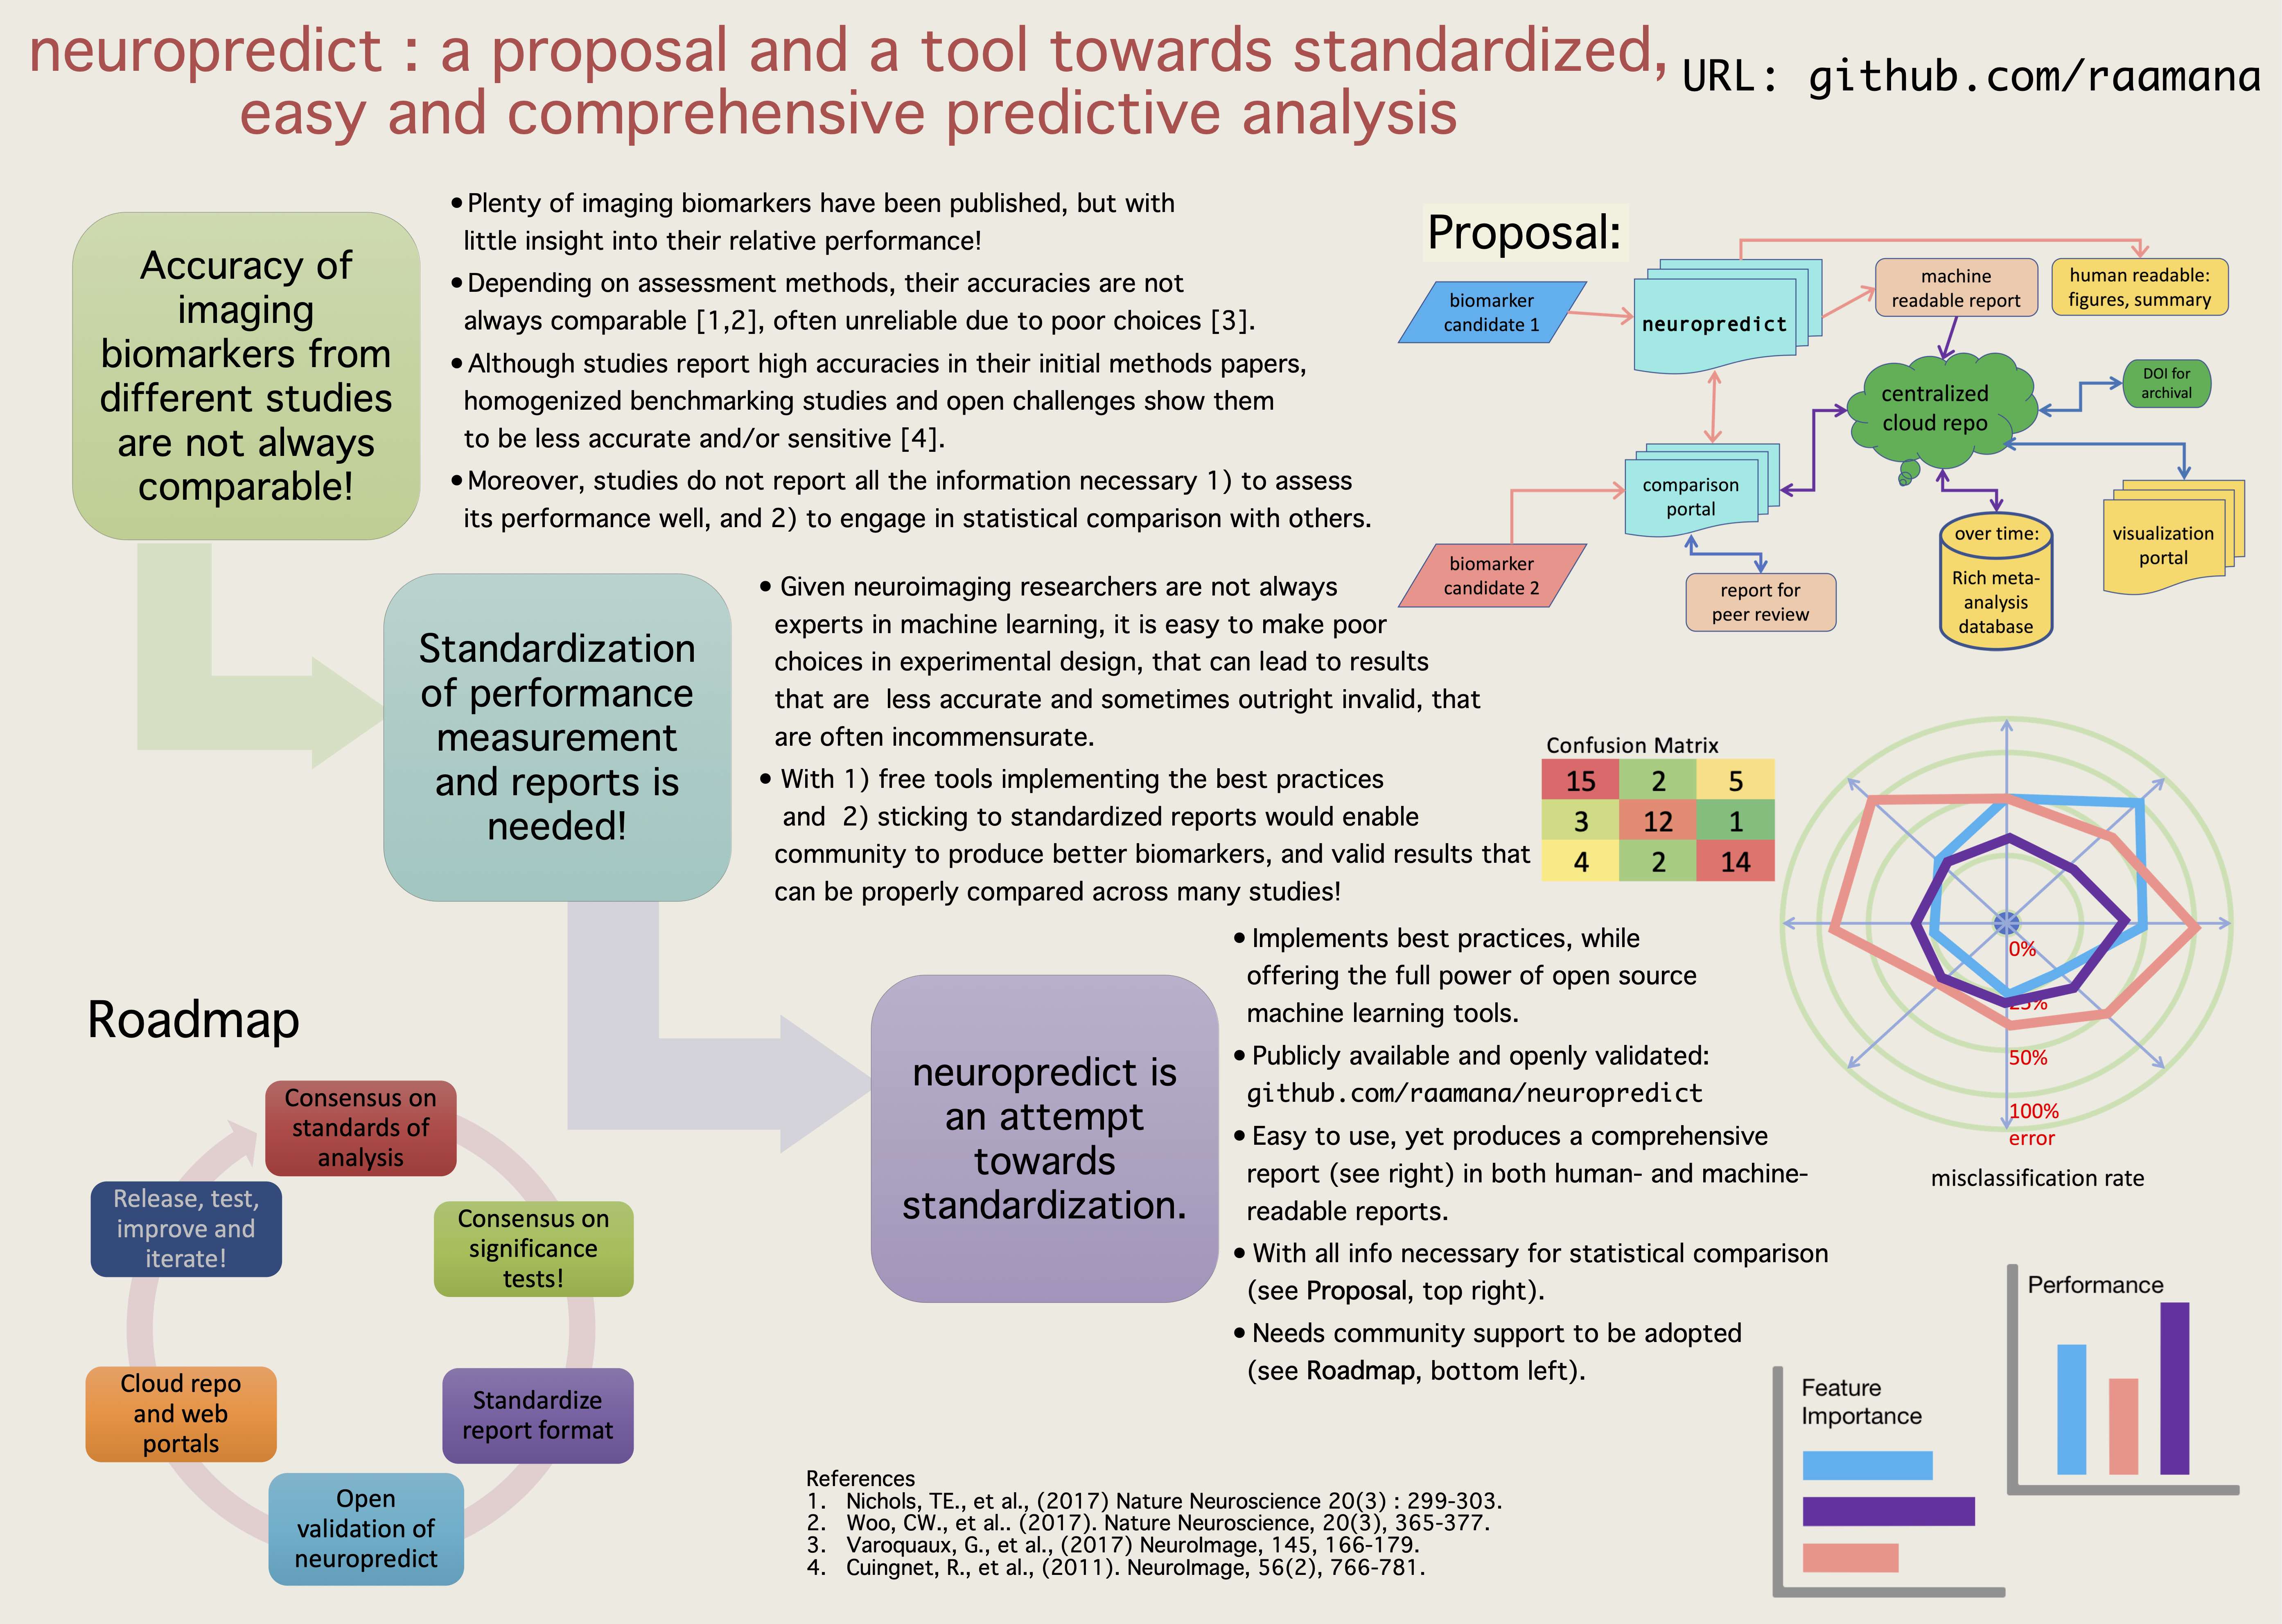 neuropredict : a proposal and a tool towards standardized,
easy and comprehensive predictive analysis
URL: github.com/raamana
Accuracy of
imaging
biomarkers from
different studies
are not always
comparable!
•Plenty of imaging biomarkers have been published, but with
little insight into their relative performance!
•Depending on assessment methods, their accuracies are not
always comparable [1,2], often unreliable due to poor choices [3].
•Although studies report high accuracies in their initial methods papers,
homogenized benchmarking studies and open challenges show them
to be less accurate and/or sensitive [4].
•Moreover, studies do not report all the information necessary 1) to assess
its performance well, and 2) to engage in statistical comparison with others.
Proposal:
biomarker
candidate 1
neuropredict
machine
readable report
human readable:
figures, summary
centralized
cloud repo
DOI for
archival
comparison
portal
biomarker
candidate 2
report for
peer review
over time:
Rich meta-
analysis
database
visualization
portal
Standardization
of performance
measurement
and reports is
needed!
• Given neuroimaging researchers are not always
experts in machine learning, it is easy to make poor
choices in experimental design, that can lead to results
that are  less accurate and sometimes outright invalid, that
are often incommensurate.
• With 1) free tools implementing the best practices
and  2) sticking to standardized reports would enable
community to produce better biomarkers, and valid results that
can be properly compared across many studies!
Confusion Matrix
15 2 5
3 12 1
4 2 14
0%
25%
50%
100%
error
misclassification rate
neuropredict is
an attempt
towards
standardization.
•Implements best practices, while
offering the full power of open source
machine learning tools.
•Publicly available and openly validated:
github.com/raamana/neuropredict
•Easy to use, yet produces a comprehensive
report (see right) in both human- and machine-
readable reports.
•With all info necessary for statistical comparison
(see Proposal, top right).
•Needs community support to be adopted
(see Roadmap, bottom left).
Roadmap
Consensus on
standards of
analysis
Consensus on
significance
tests!
Standardize
report format
Open
validation of
neuropredict
Cloud repo
and web
portals
Release, test,
improve and
iterate!
Performance
Feature
Importance
References
1. Nichols, TE., et al., (2017) Nature Neuroscience 20(3) : 299-303.
2. Woo, CW., et al.. (2017). Nature Neuroscience, 20(3), 365-377.
3. Varoquaux, G., et al., (2017) NeuroImage, 145, 166-179.
4. Cuingnet, R., et al., (2011). NeuroImage, 56(2), 766-781.